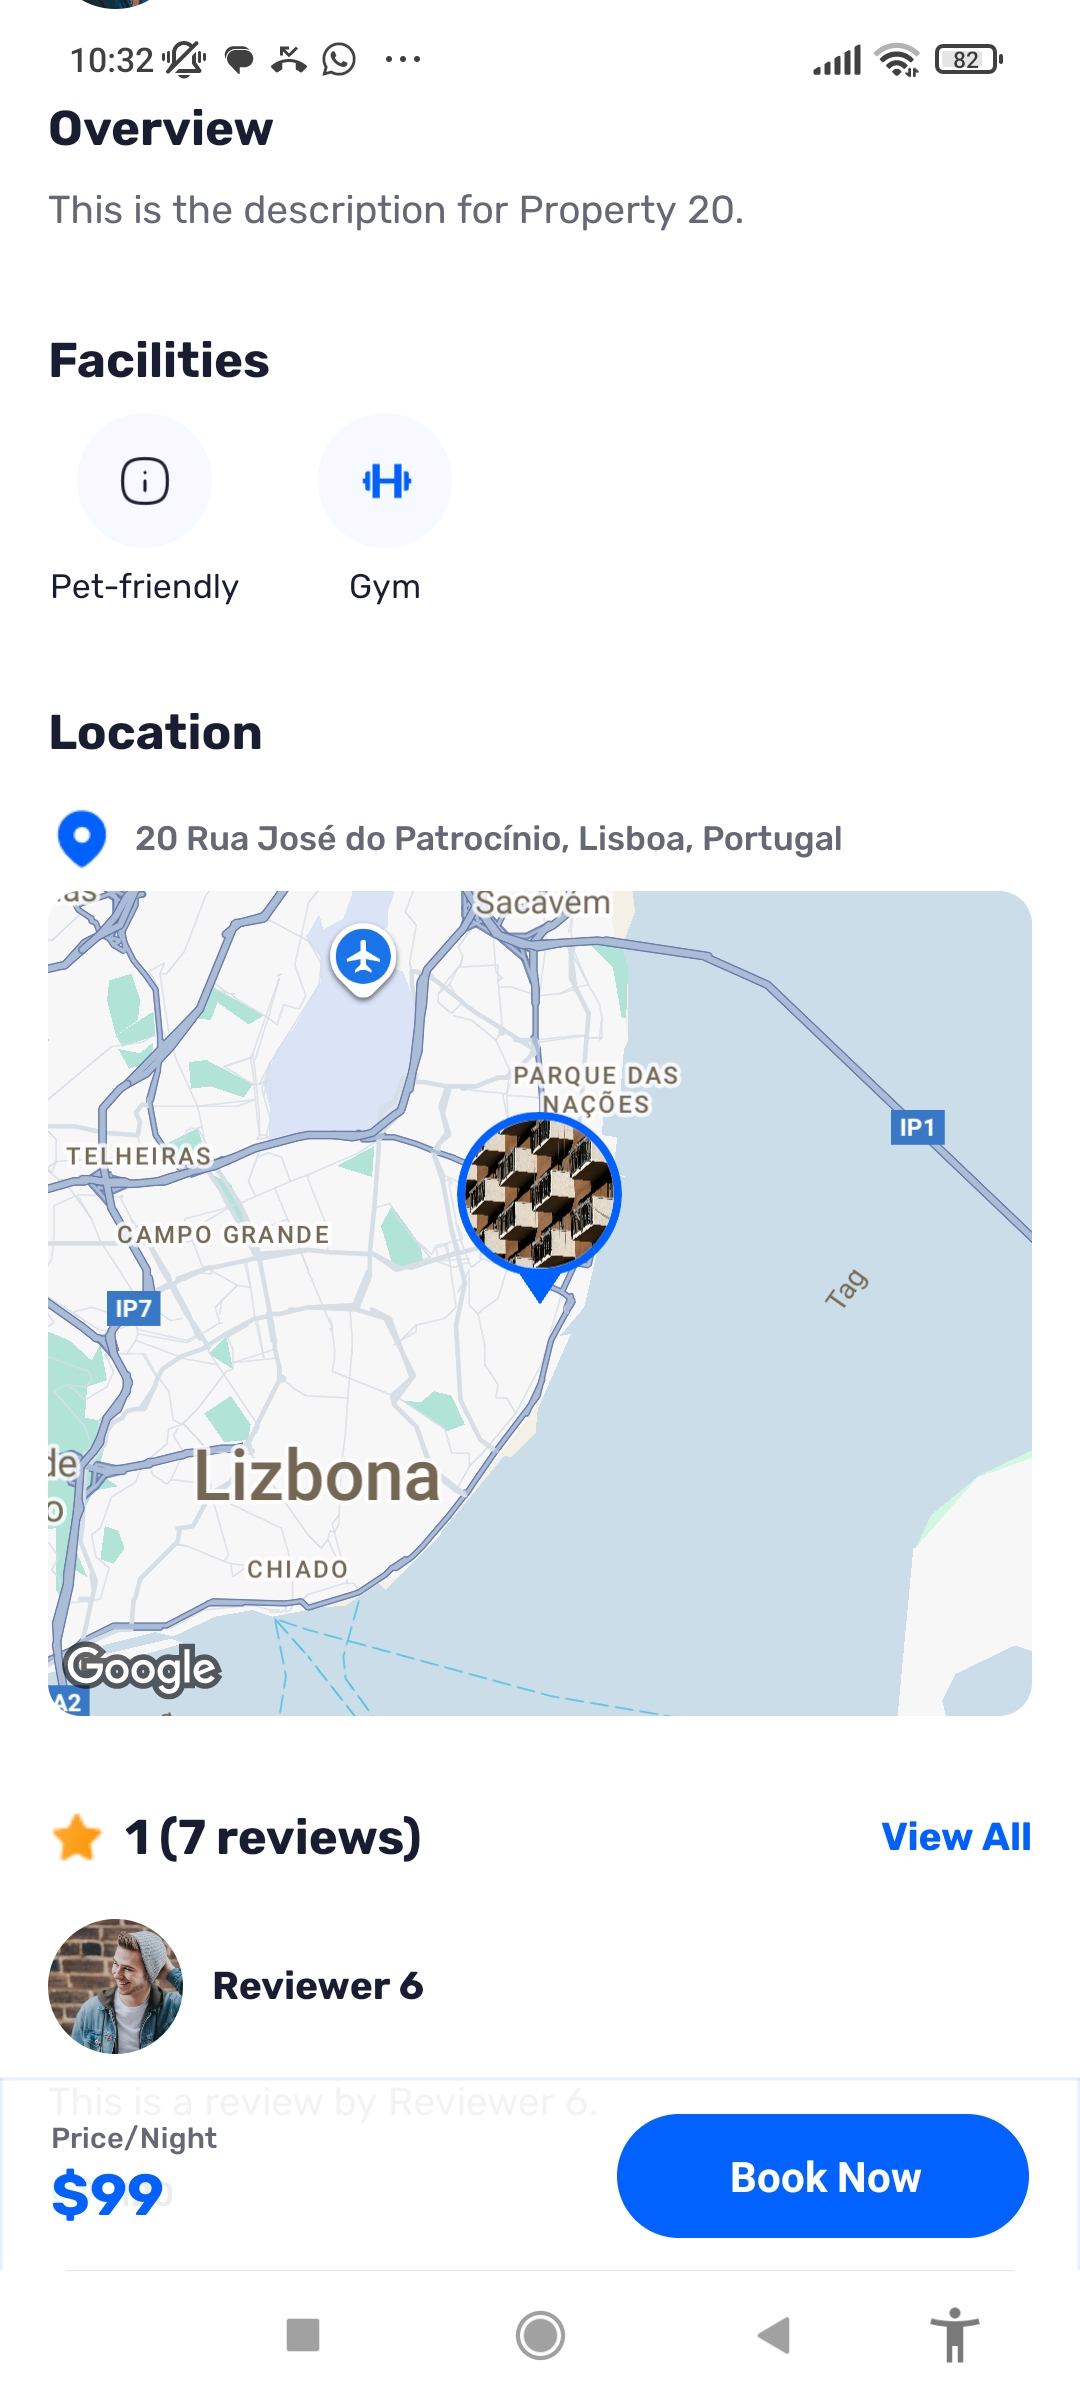 10:32
82
Overview
This is the description for Property 20.
Facilities
Pet-friendly
Gym
Location
20 Rua José do Patrocínio, Lisboa, Portugal
Sacavém
PARQUE DAS
NAÇÕES
IP1
TELHEIRAS
CAMPO GRANDE
Tag
IP7
de
Lizbona
o
CHIADO
Google
A2
1 (7 reviews)
View All
Reviewer 6
This is a review by Reviewer 6.
Price/Night
$99
Book Now